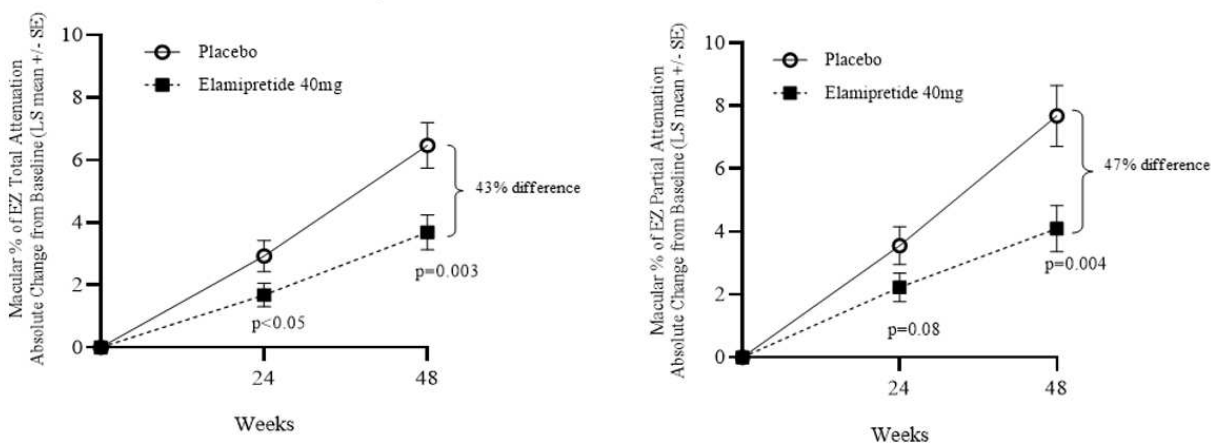 Macular % of EZ Total Attenuation
Absolute Change from Baseline (LS mean +/- SE)
10
8
6
4
2
0
Placebo
Elamipretide 40mg
43% difference
p=0.003
p<0.05
24
48
Weeks
Macular % of EZ Partial Attenuation
Absolute Change from Baseline (LS mean +/- SE)
10
8
6
4
2
0
Placebo
Elamipretide 40mg
47% difference
p=0.004
p=0.08
24
48
Weeks